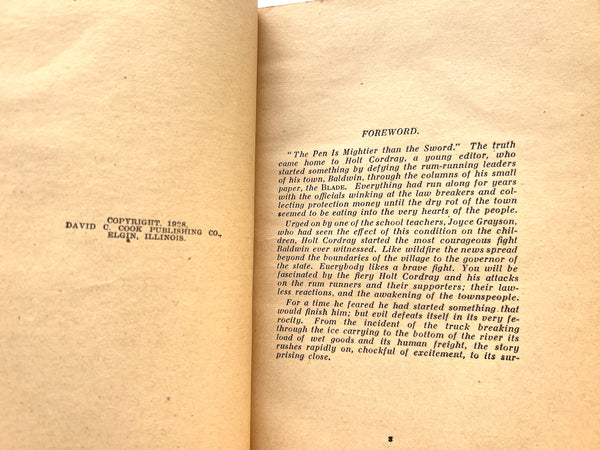 COPYRIGHT, 1928,
DAVID C. COOK PUBLISHING CO.,
ELGIN, ILLINOIS.
FOREWORD.
"The Pen Is Mightier than the Sword." The truth
came home to Holt Cordray, a young editor, who
started something by defying the rum-running leaders
of his town, Baldwin, through the columns of his small
paper, the BLADE. Everything had run along for years
with the officials winking at the law breakers and col-
lecting protection money until the dry rot of the town
seemed to be eating into the very hearts of the people.
Urged on by one of the school teachers, Joyce Grayson,
who had seen the effect of this condition on the chil-
dren, Holt Cordray started the most courageous fight
Baldwin ever witnessed. Like wildfire the news spread
beyond the boundaries of the village to the governor of
the state. Everybody likes a brave fight. You will be
fascinated by the fiery Holt Cordray and his attacks
on the rum runners and their supporters; their law-
less reactions, and the awakening of the townspeople.
For a time he feared he had started something that
would finish him; but evil defeats itself in its very fe-
rocity. From the incident of the truck breaking
through the ice carrying to the bottom of the river its
load of wet goods and its human freight, the story
rushes rapidly on, chockful of excitement, to its sur-
prising close.
3